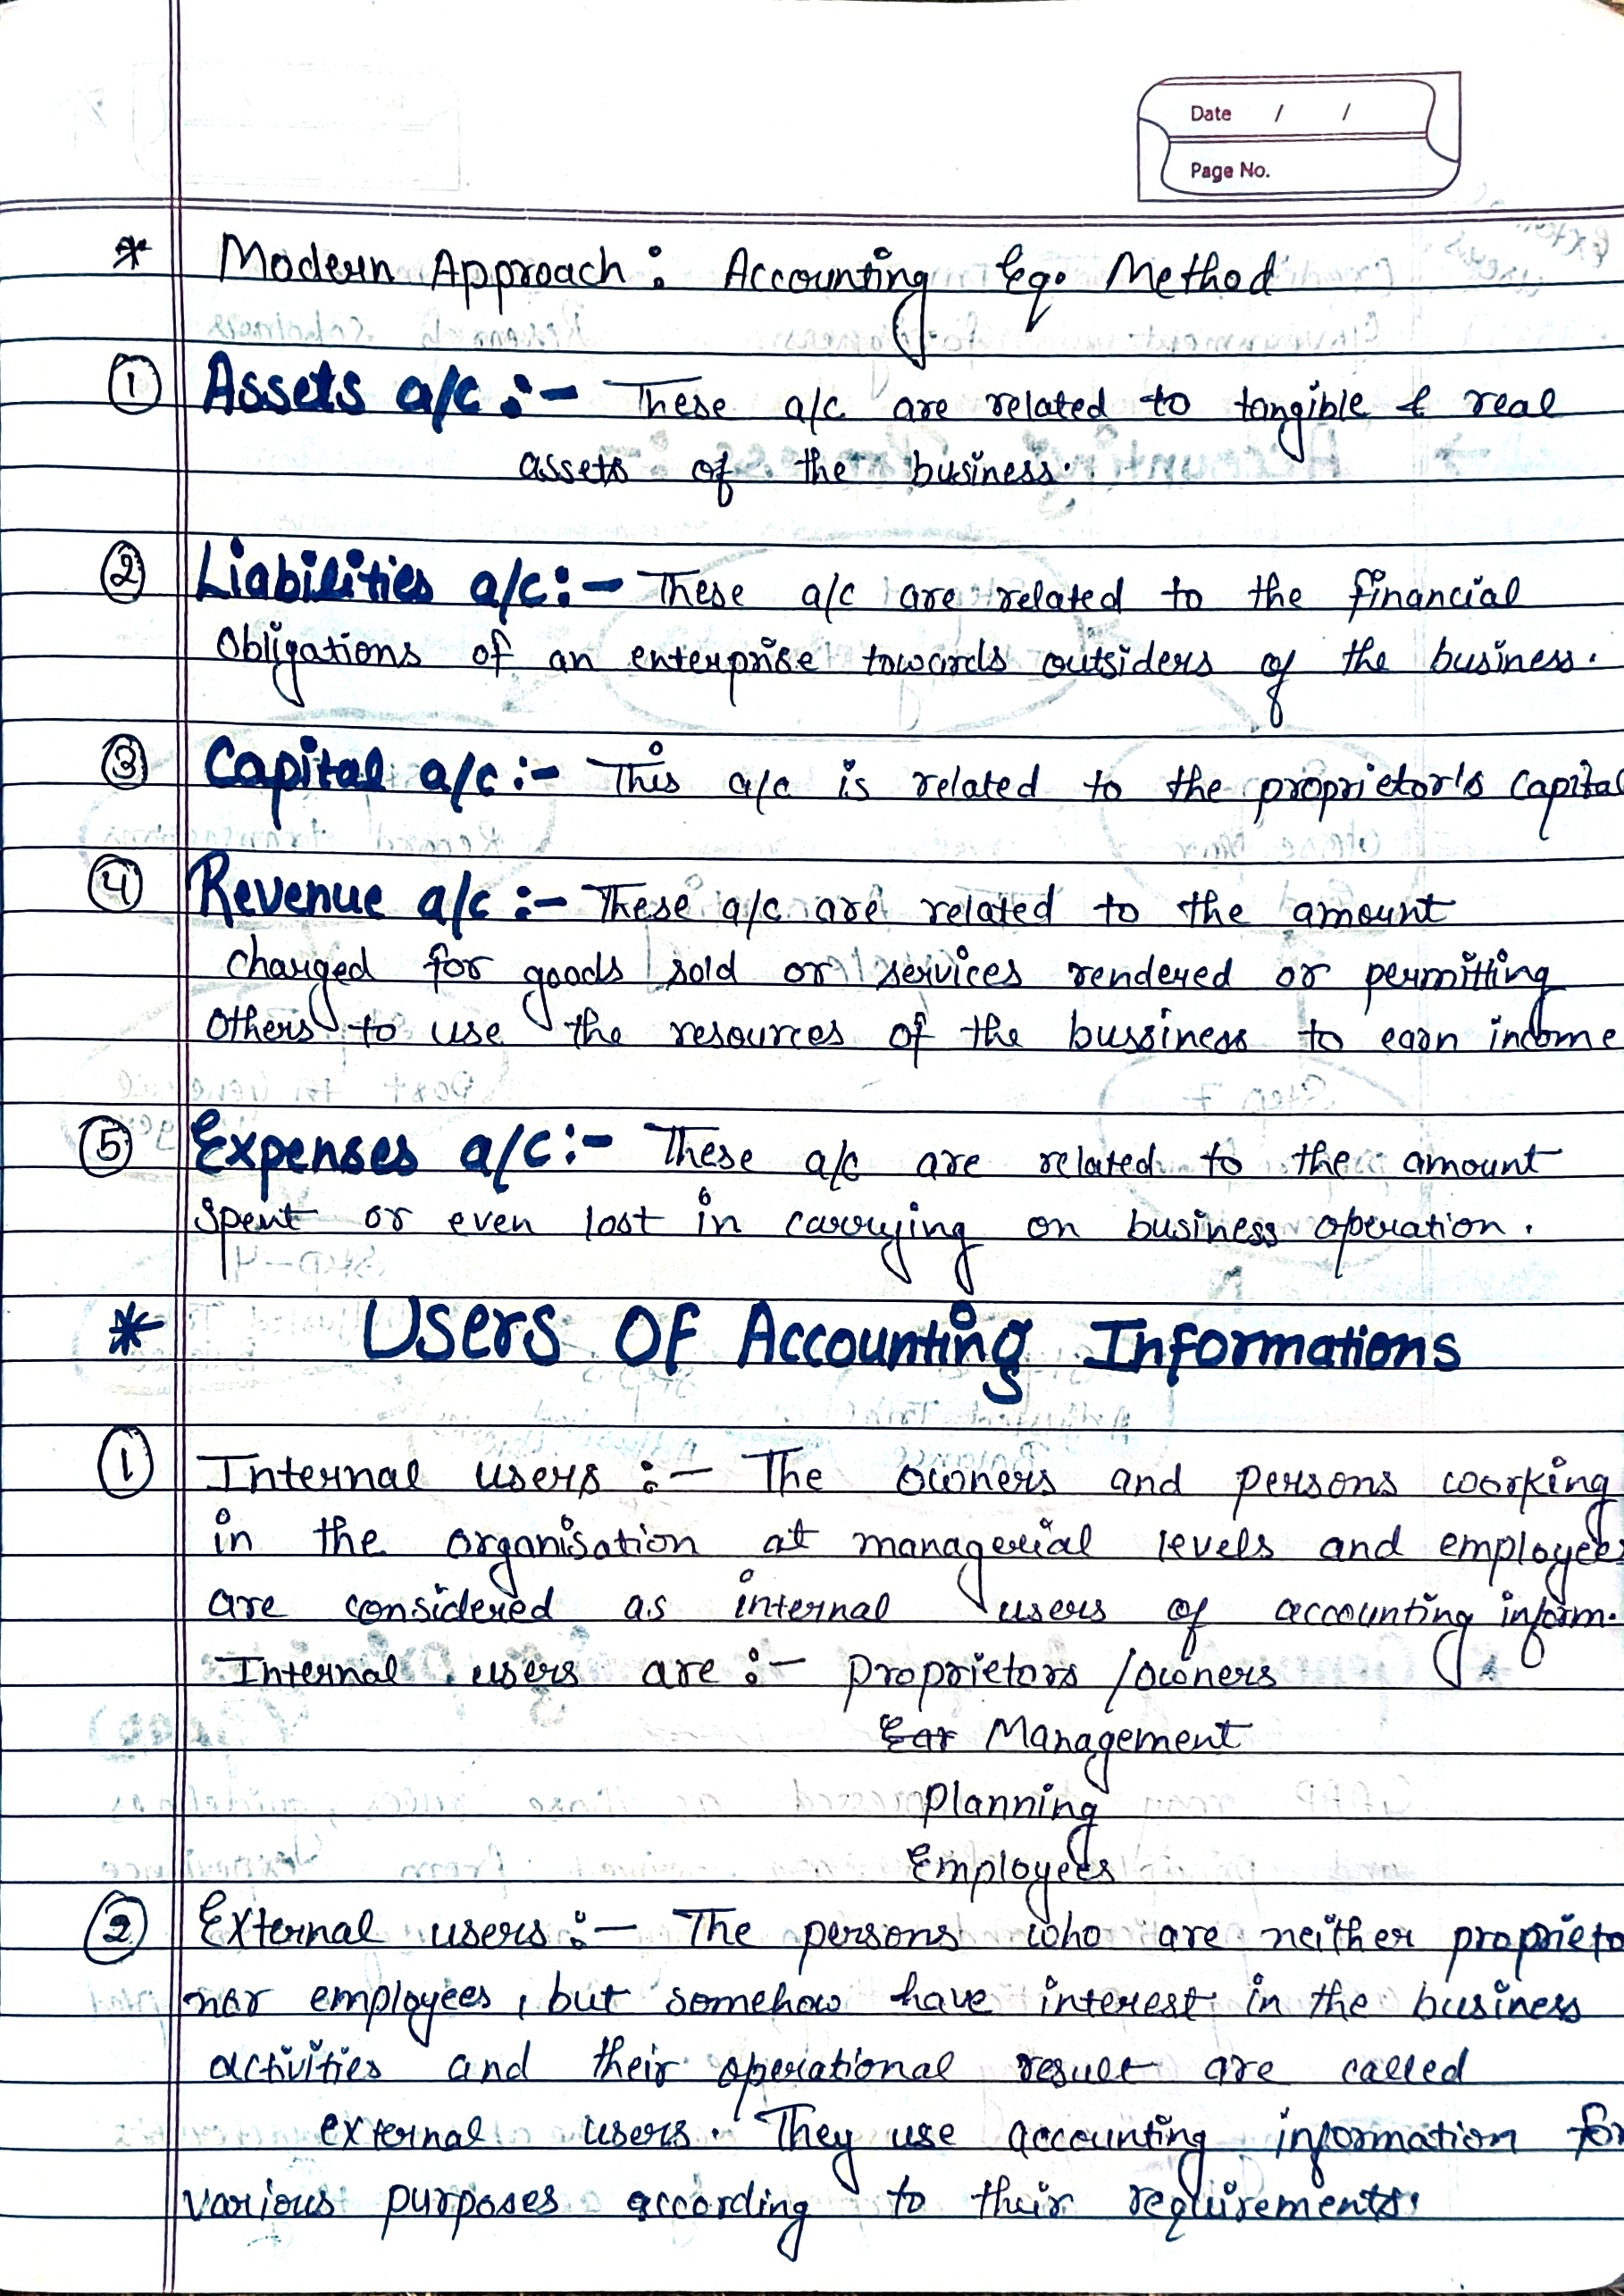 Date / /
Page No.
* Modern Approach : Accounting Eq. Method
① Assets a/c :- These a/c are related to tangible & real
assets of the business.
② Liabilities a/c :- These a/c are related to the financial
obligations of an enterprise towards outsiders of the business.
③ Capital a/c :- This a/c is related to the proprietor's capital
④ Revenue a/c :- These a/c are related to the amount
charged for goods sold or services rendered or permitting
others to use the resources of the bussiness to earn income
⑤ Expenses a/c :- These a/c are related to the amount
spent or even lost in carrying on business operation.
* Users Of Accounting Informations
① Internal users :- The owners and persons working
in the organisation at managerial levels and employees
are considered as internal users of accounting inform.
Internal users are :- proprietors / owners
Management
Planning
Employees
② External users :- The persons who are neither proprieto
nor employees, but somehow have interest in the business
activities and their operational result are called
external users. They use accounting information for
various purposes according to their requirements.